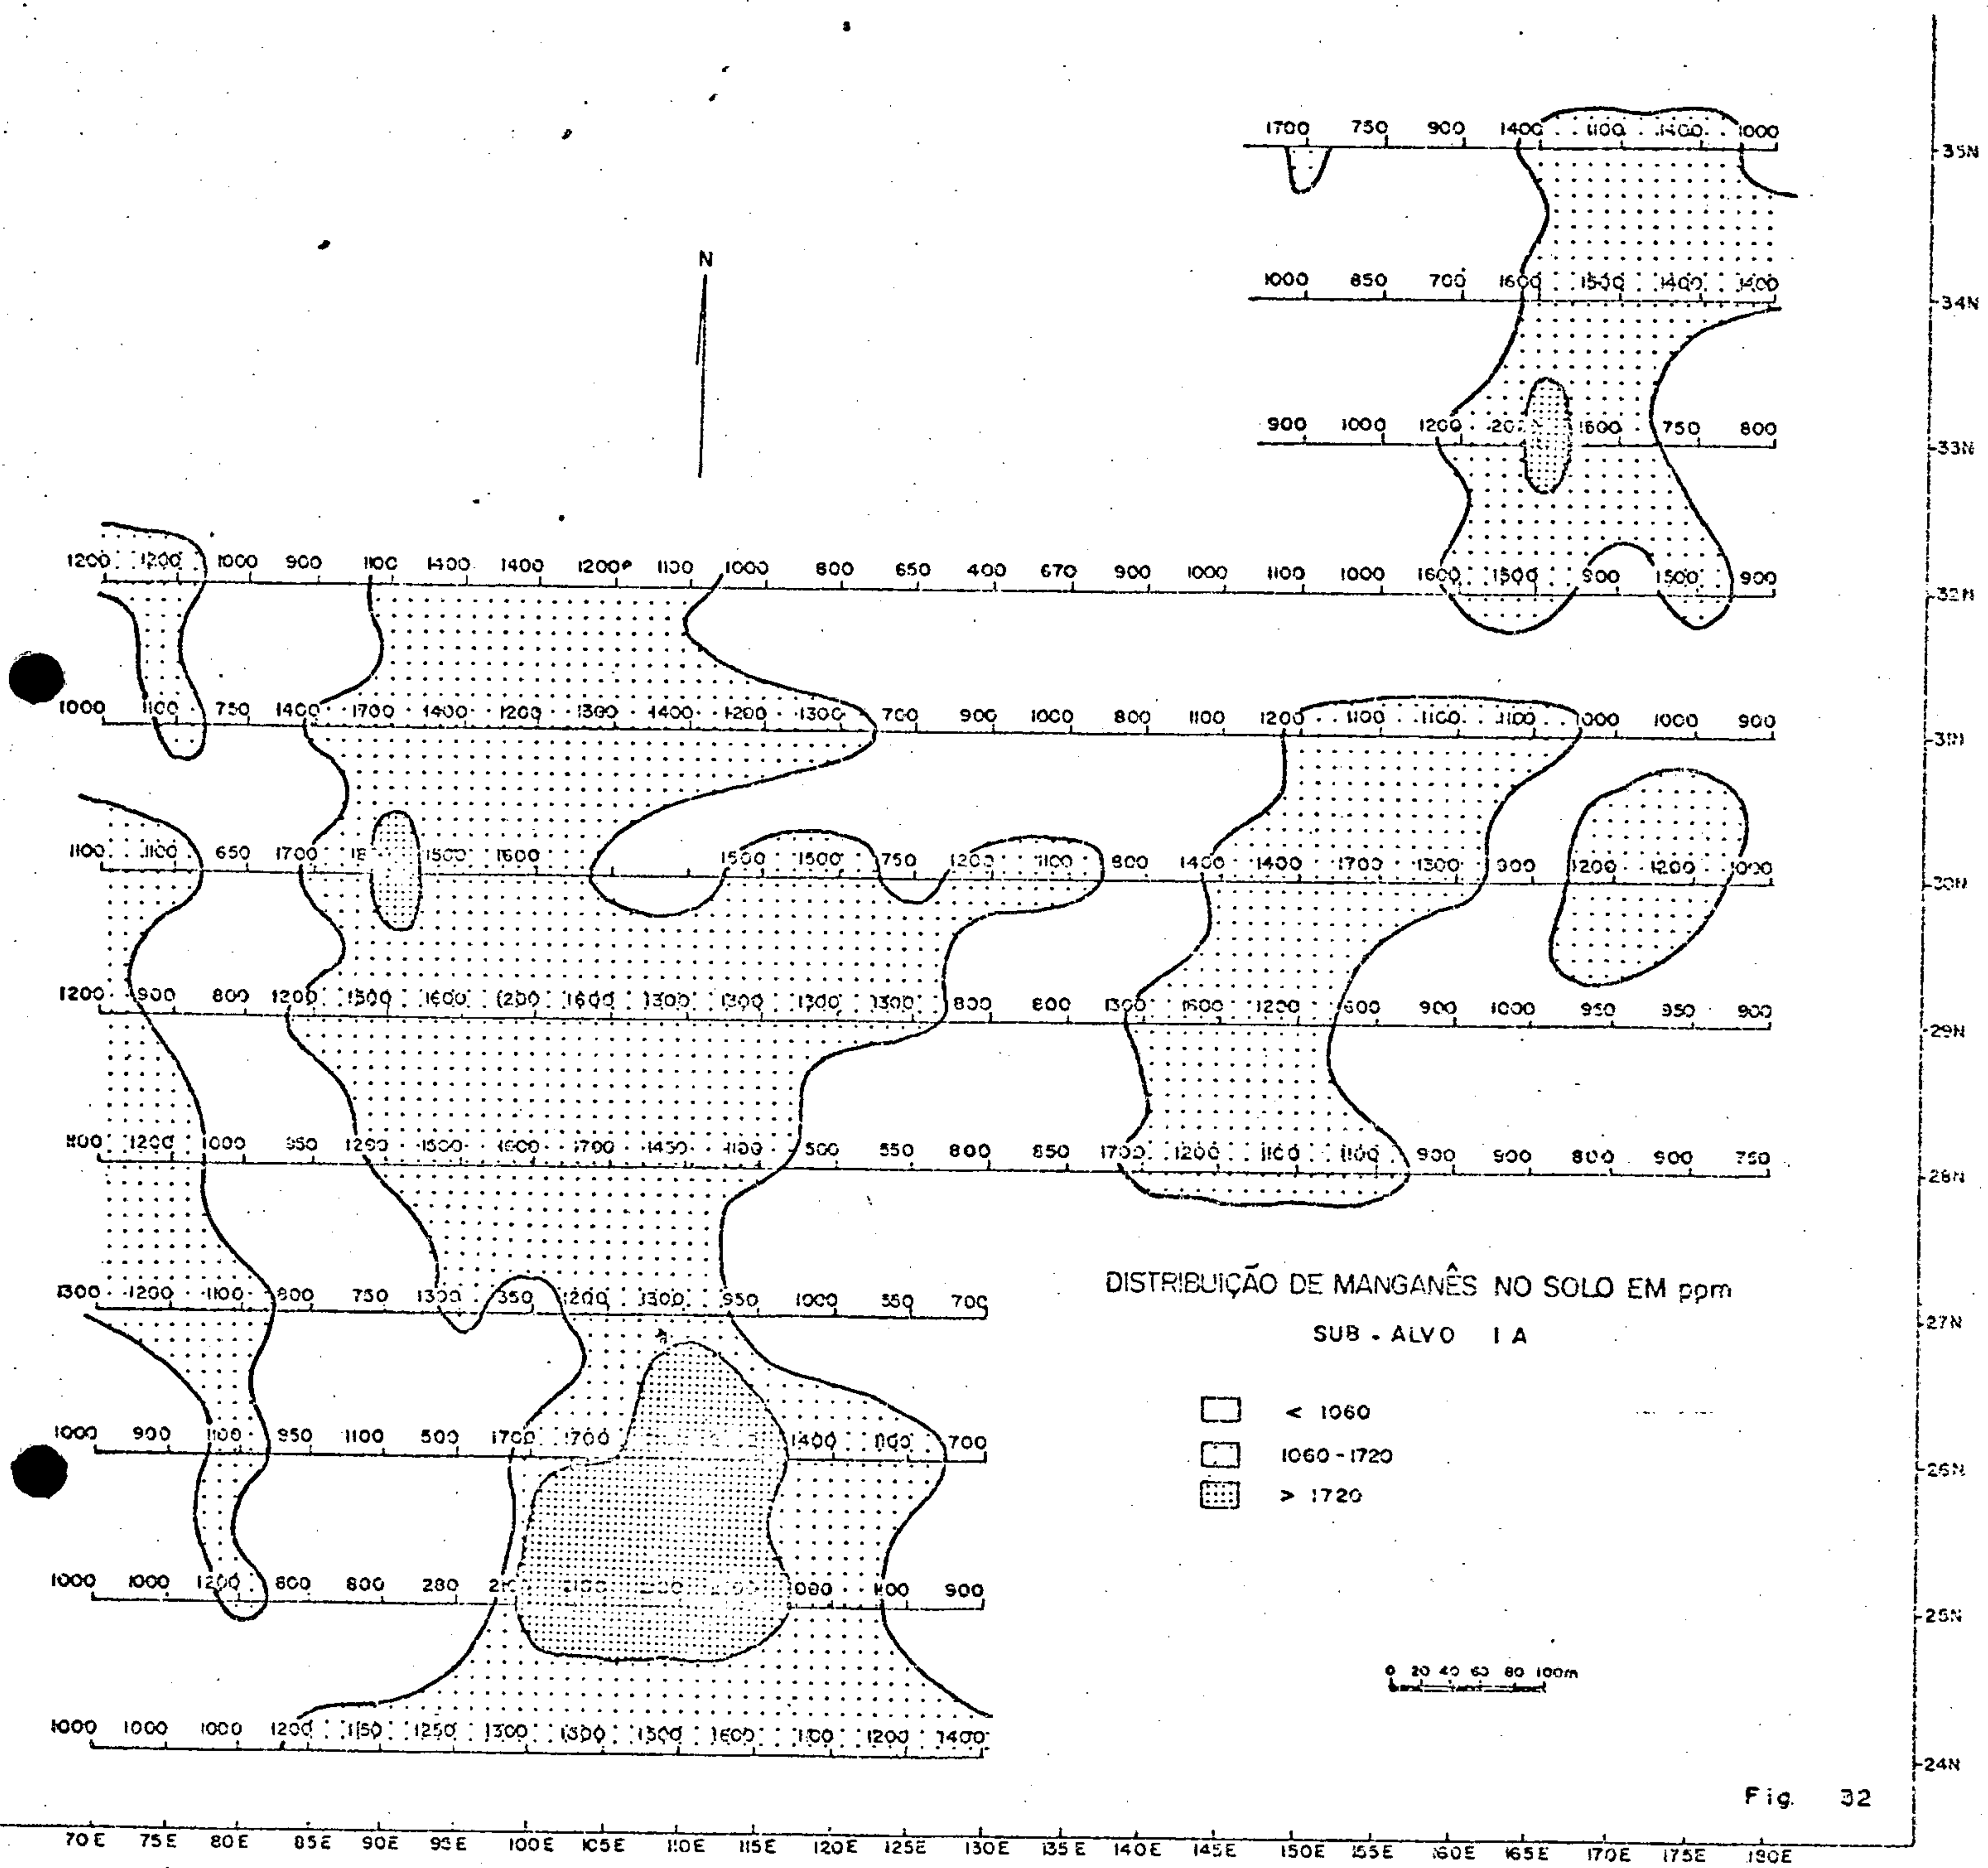 1700 750 900 1400 1100 1400 1000
35N
N
1000 850 700 1600 1500 1400 1400
34N
900 1000 1200 1600 750 800
33N
1200 1200 1000 900 1100 1400 1400 1200 1100 1000 800 650 400 670 900 1000 1100 1000 1600 1500 900 1500 900
32N
1000 1100 750 1400 1700 1400 1200 1300 1400 1200 1300 700 900 1000 800 1100 1200 1100 1100 1100 1000 1000 900
31N
1100 1100 650 1700 1500 1600 1500 1500 750 1200 1100 800 1400 1400 1700 1300 900 1200 1200 1000
30N
1200 900 800 1200 1500 1600 1200 1600 1300 1300 1300 1300 800 800 1300 1600 1200 600 900 1000 950 950 900
29N
1100 1200 1000 950 1200 1500 1600 1700 1450 1100 500 550 800 850 1700 1200 1100 1100 900 900 800 900 750
28N
1300 1200 1100 800 750 1300 350 1200 1300 950 1000 550 700
DISTRIBUIÇÃO DE MANGANÊS NO SOLO EM ppm
27N
SUB - ALVO I A
< 1060
1000 900 1100 950 1100 500 1700 1700 1400 1100 700
1060-1720
26N
> 1720
1000 1000 1200 800 800 280 900
25N
0 20 40 60 80 100m
1000 1000 1000 1200 1150 1250 1300 1300 1500 1600 1100 1200 1400
24N
Fig. 32
70E 75E 80E 85E 90E 95E 100E 105E 110E 115E 120E 125E 130E 135E 140E 145E 150E 155E 160E 165E 170E 175E 180E